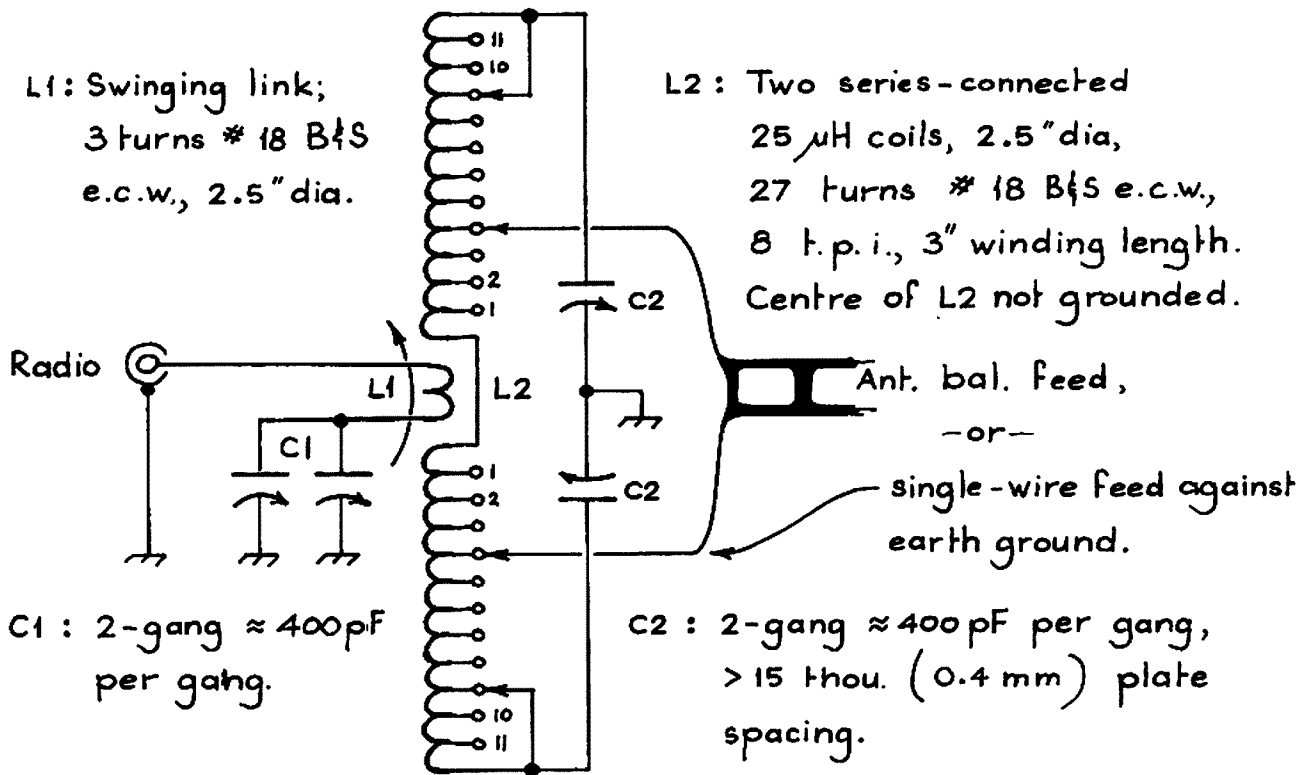 L1: Swinging link;
3 turns # 18 B&S
e.c.w., 2.5" dia.
11
10
2
1
L2 : Two series-connected
25 µH coils, 2.5" dia,
27 turns # 18 B&S e.c.w.,
8 t.p.i., 3" winding length.
Centre of L2 not grounded.
C2
Radio
L1
L2
C1
Ant. bal. feed,
-or-
single-wire feed against
earth ground.
1
2
C2
10
11
C1 : 2-gang ≈ 400pF
per gang.
C2 : 2-gang ≈ 400 pF per gang,
> 15 thou. (0.4 mm) plate
spacing.